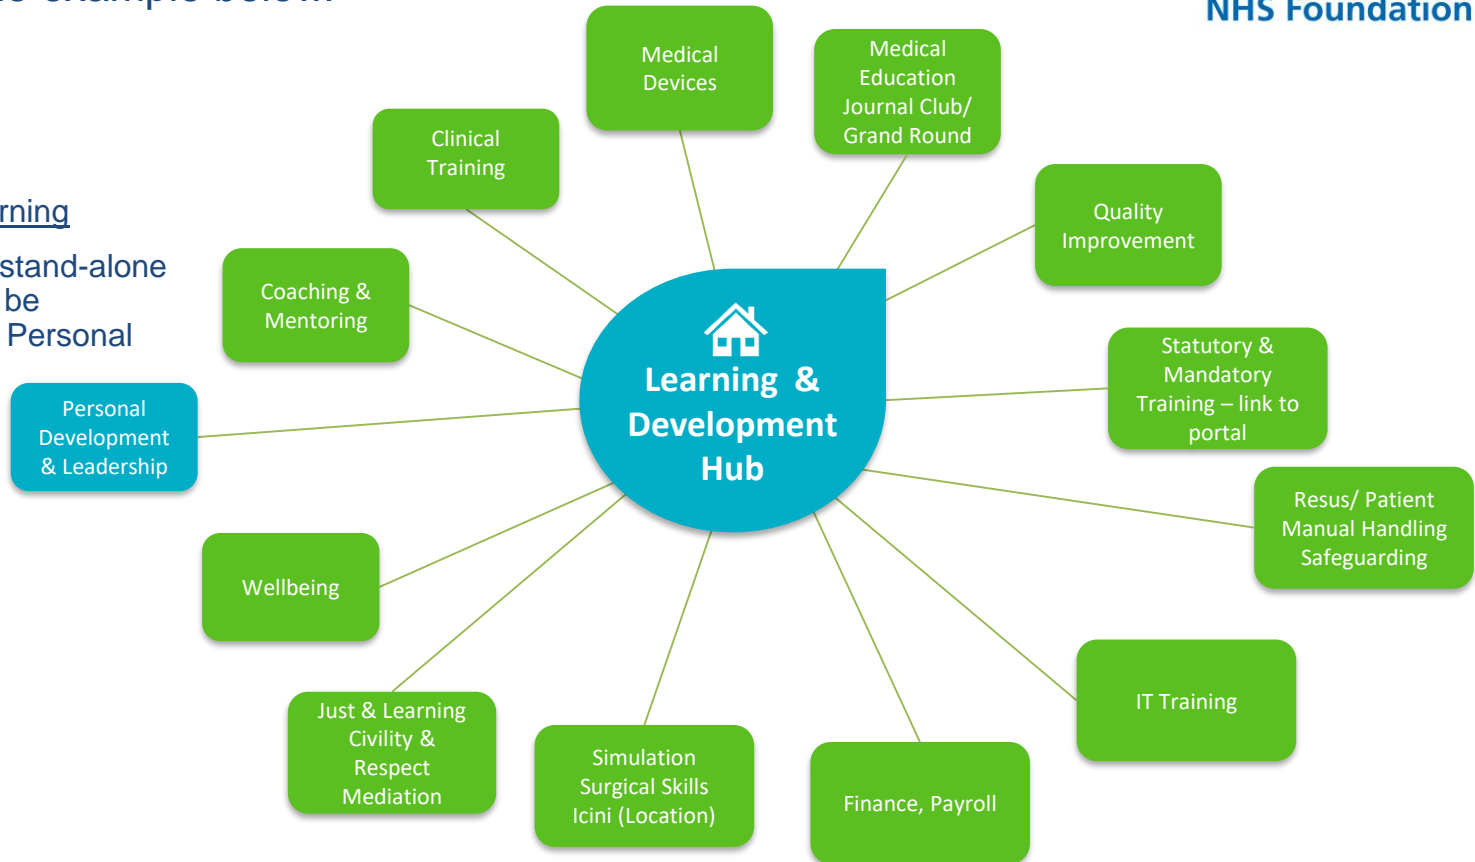 example below...
NHS Foundation
Medical
Devices
Medical
Education
Journal Club/
Grand Round
Clinical
Training
Quality
Improvement
stand-alone
be
Personal
Coaching &
Mentoring
Learning &
Development
Hub
Statutory &
Mandatory
Training – link to
portal
Personal
Development
& Leadership
Resus/ Patient
Manual Handling
Safeguarding
Wellbeing
IT Training
Just & Learning
Civility &
Respect
Mediation
Simulation
Surgical Skills
Icini (Location)
Finance, Payroll